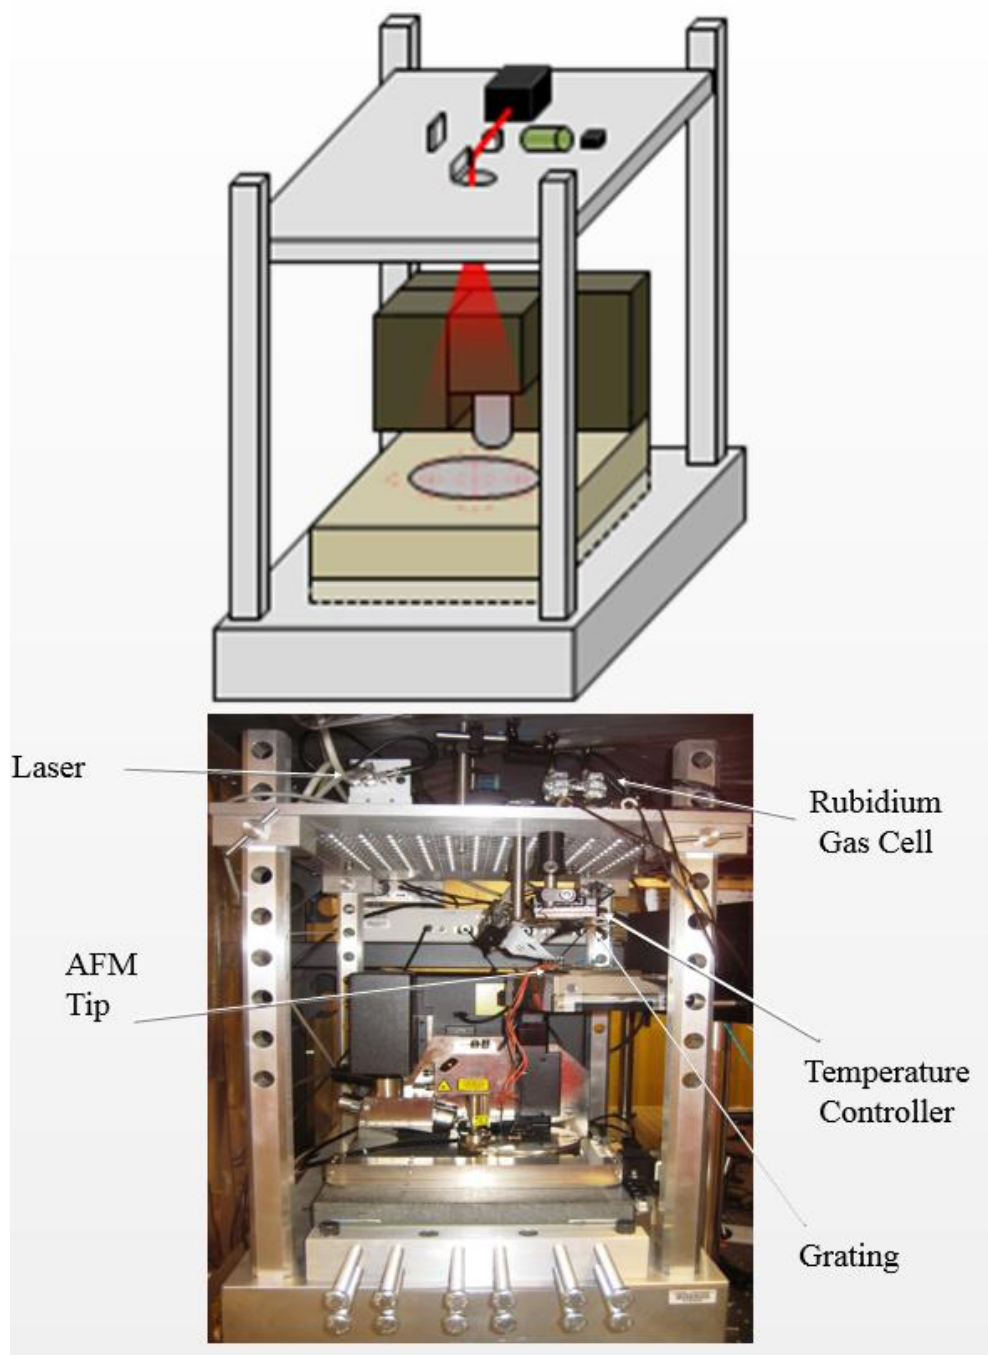 Laser
Rubidium
Gas Cell
AFM
Tip
Temperature
Controller
Grating